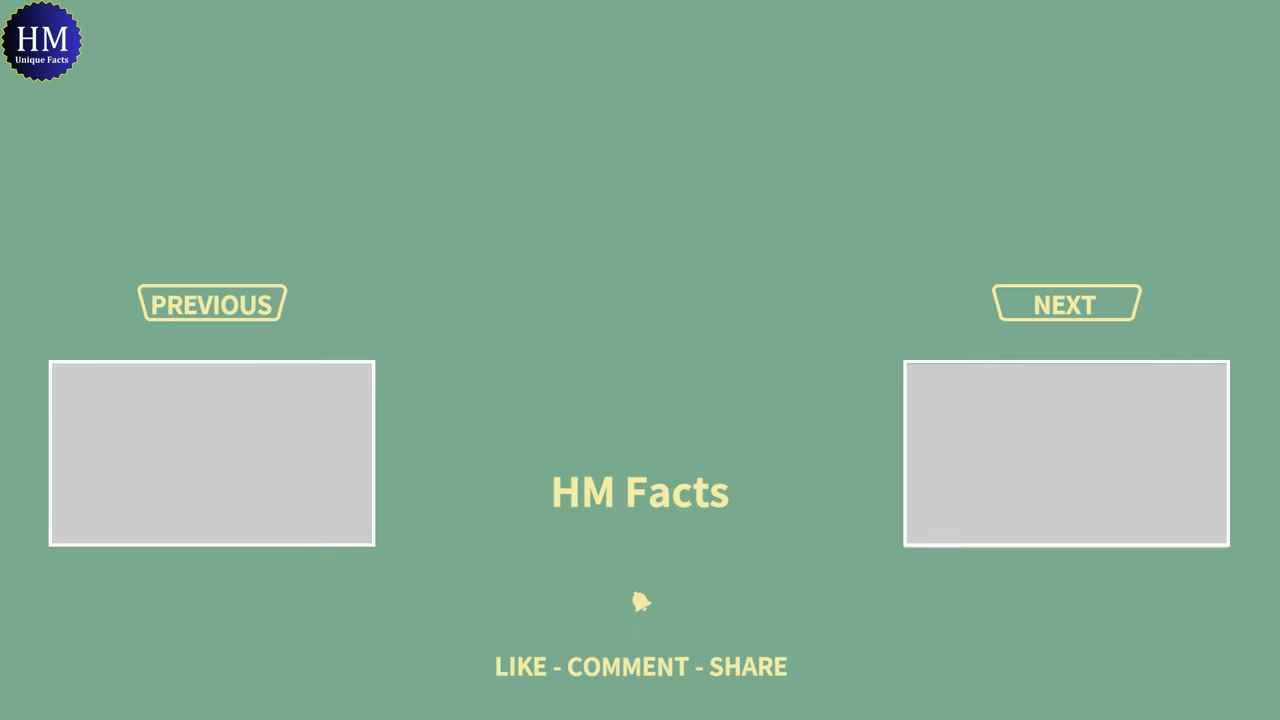 HM
Unique Facts
PREVIOUS
NEXT
HM Facts
LIKE - COMMENT - SHARE